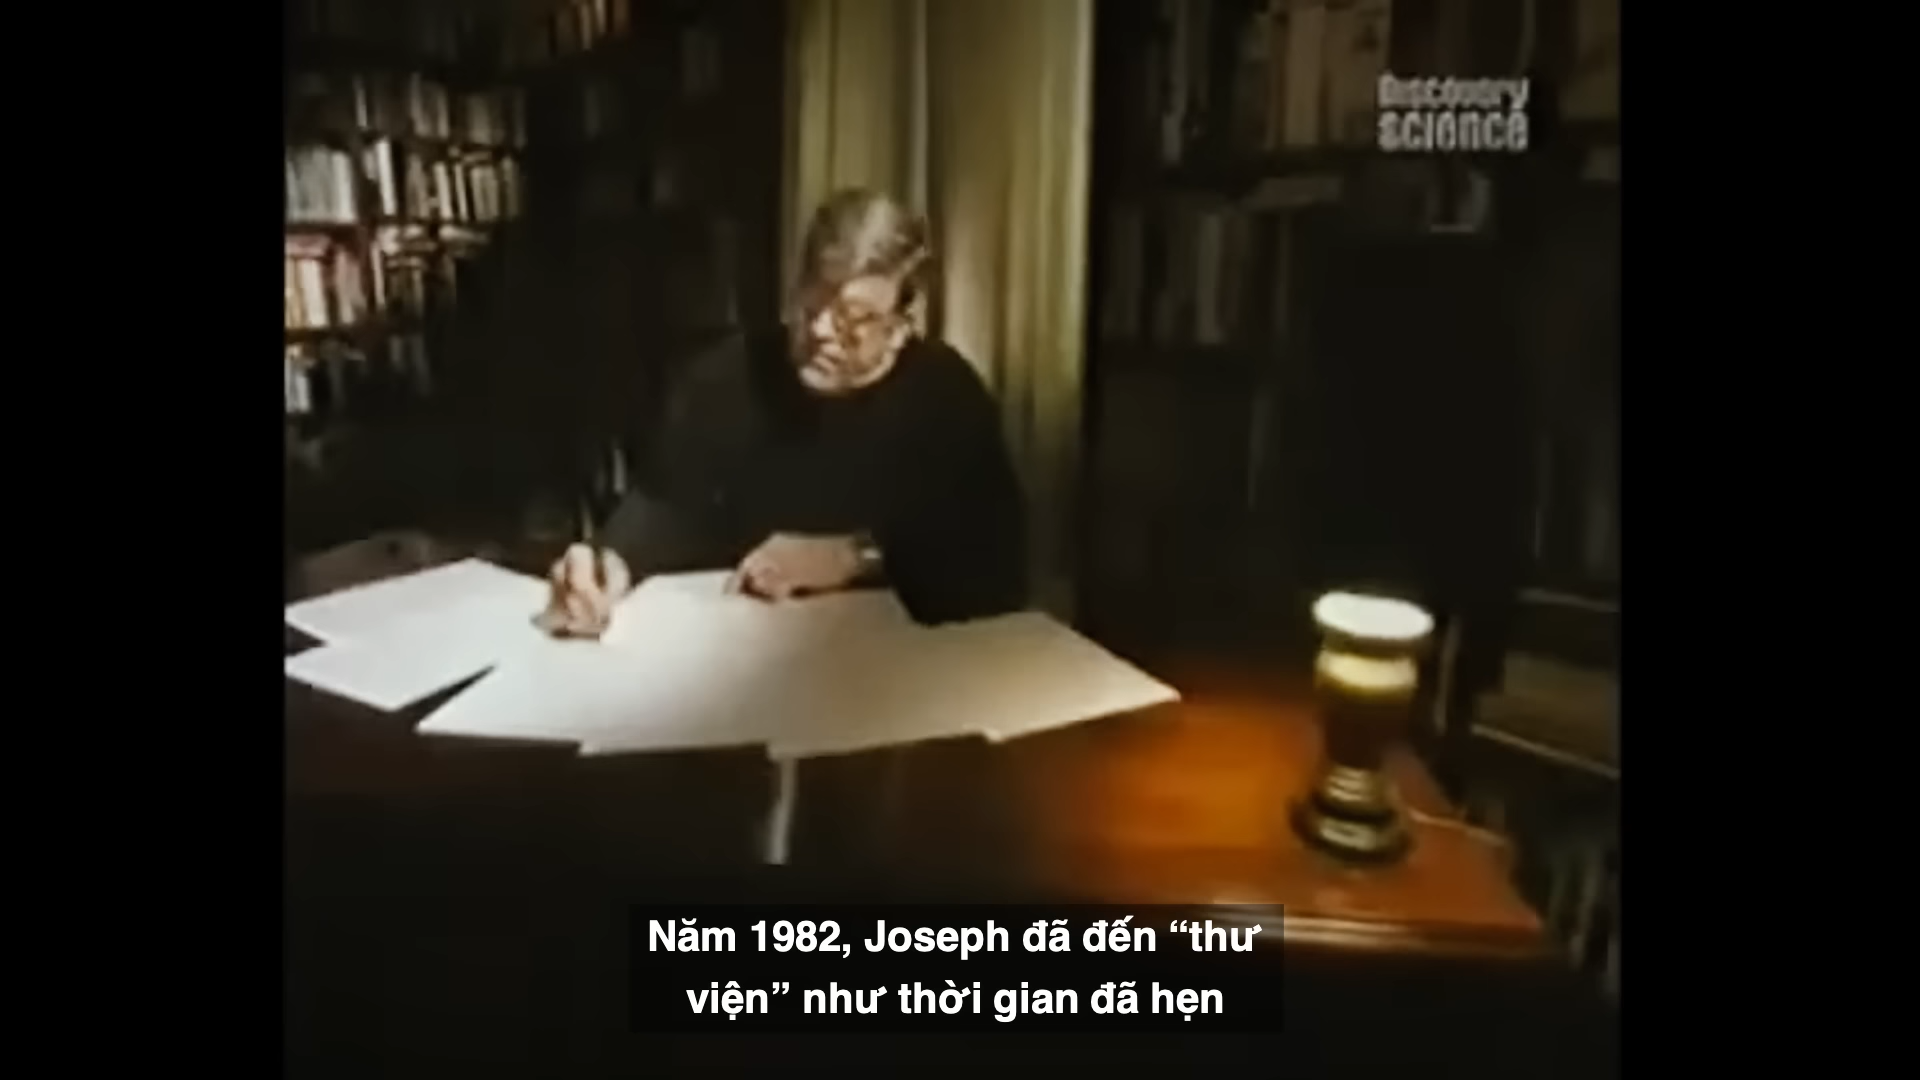 Discovery
science
Năm 1982, Joseph đã đến “thư
viện” như thời gian đã hẹn